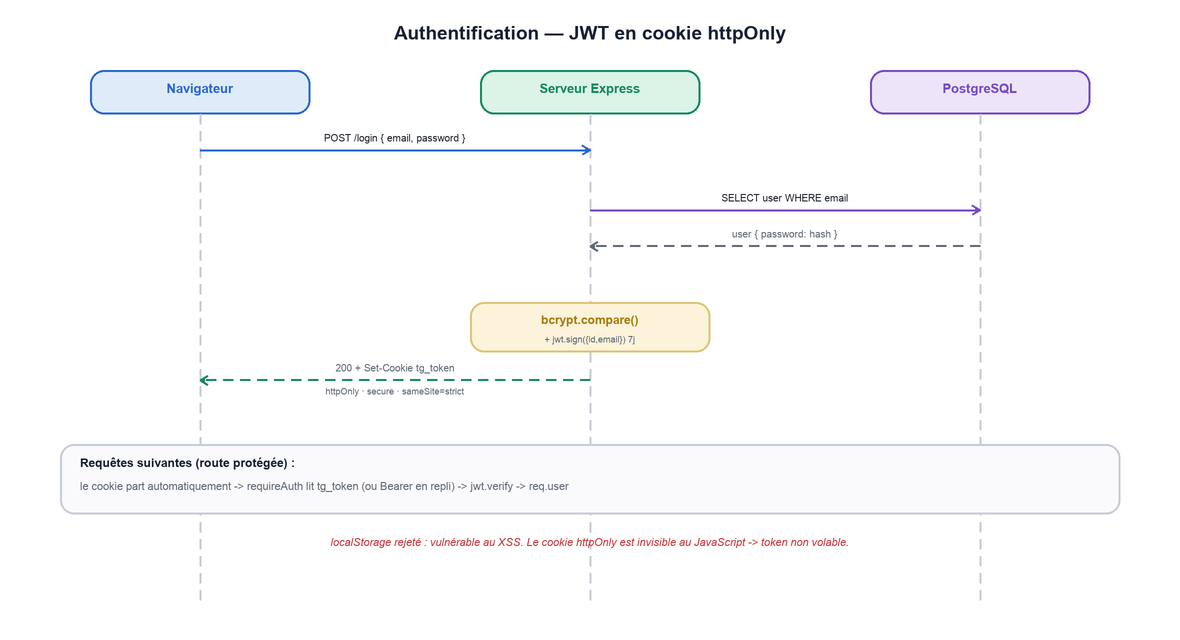 Authentification — JWT en cookie httpOnly
Navigateur
Serveur Express
PostgreSQL
POST /login { email, password }
SELECT user WHERE email
user { password: hash }
bcrypt.compare()
+ jwt.sign({id,email}) 7j
200 + Set-Cookie tg_token
httpOnly · secure · sameSite=strict
Requêtes suivantes (route protégée) :
le cookie part automatiquement -> requireAuth lit tg_token (ou Bearer en repli) -> jwt.verify -> req.user
localStorage rejeté : vulnérable au XSS. Le cookie httpOnly est invisible au JavaScript -> token non volable.